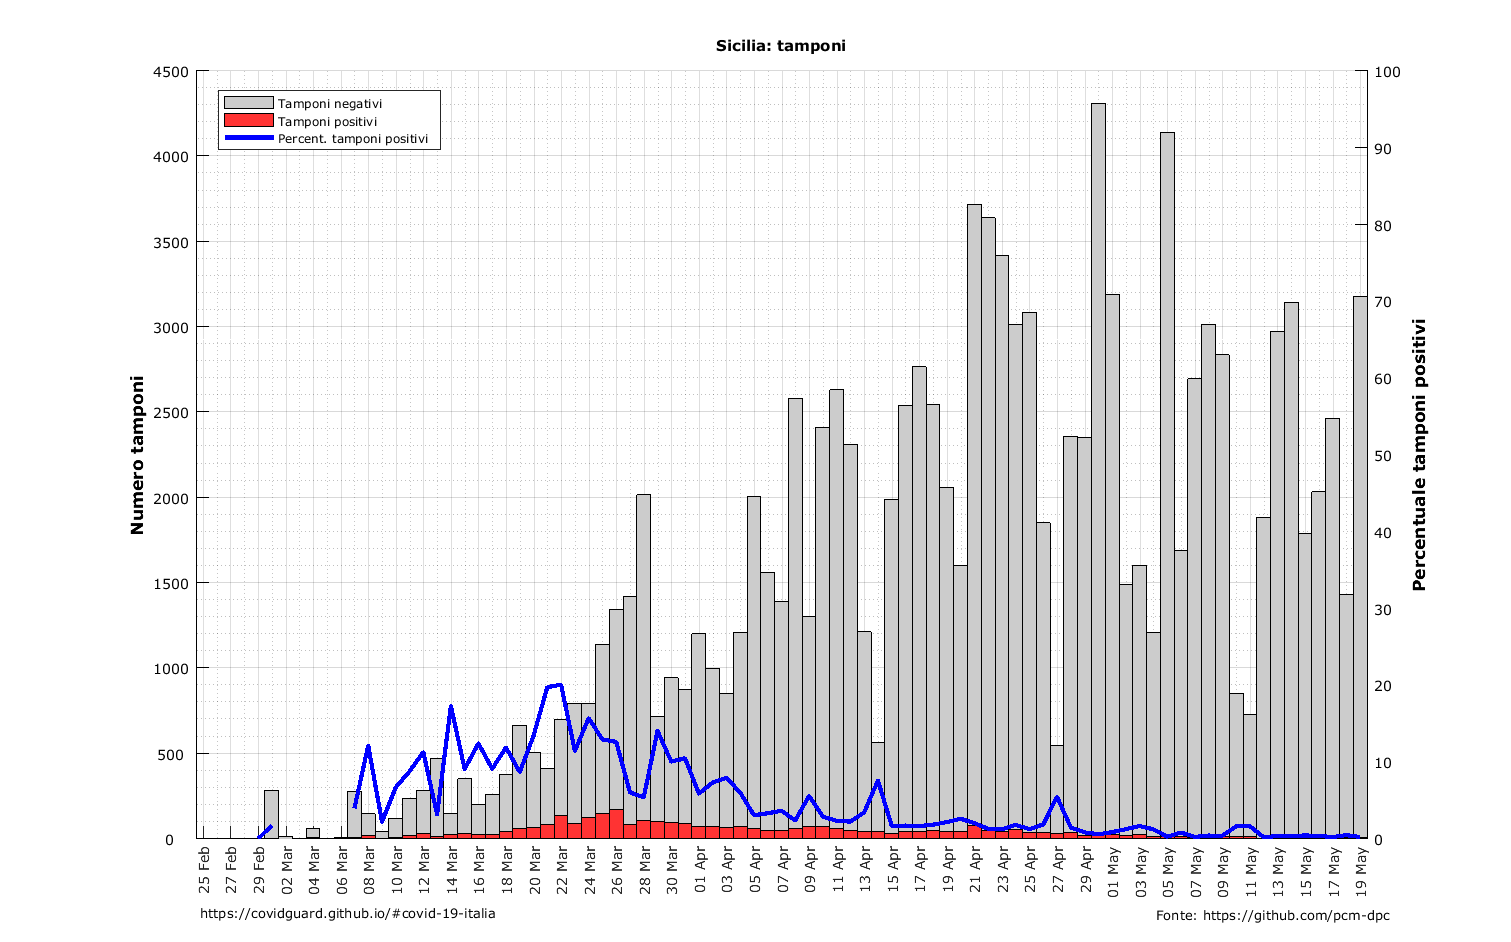 Sicilia: tamponi
Tamponi negativi
Tamponi positivi
Percent. tamponi positivi
Numero tamponi
4500
4000
3500
3000
2500
2000
1500
1000
500
0
100
90
80
70
60
50
40
30
20
10
0
Percentuale tamponi positivi
25 Feb
27 Feb
29 Feb
02 Mar
04 Mar
06 Mar
08 Mar
10 Mar
12 Mar
14 Mar
16 Mar
18 Mar
20 Mar
22 Mar
24 Mar
26 Mar
28 Mar
30 Mar
01 Apr
03 Apr
05 Apr
07 Apr
09 Apr
11 Apr
13 Apr
15 Apr
17 Apr
19 Apr
21 Apr
23 Apr
25 Apr
27 Apr
29 Apr
01 May
03 May
05 May
07 May
09 May
11 May
13 May
15 May
17 May
19 May
https://covidguard.github.io/#covid-19-italia
Fonte: https://github.com/pcm-dpc